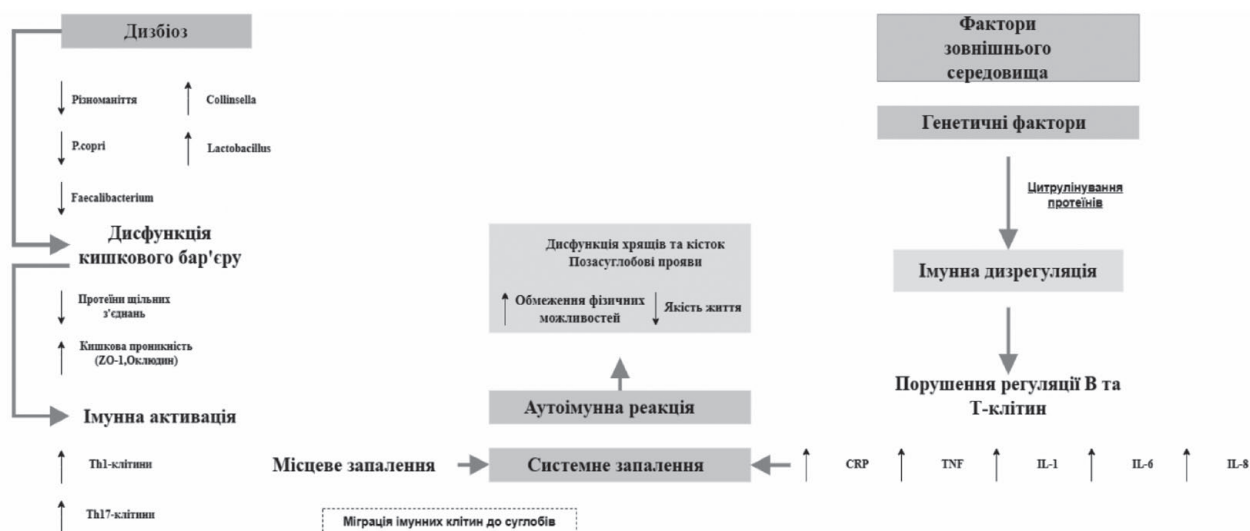 Дизбіоз
Різноманіття
Collinsella
P.copri
Lactobacillus
Faecalibacterium
Дисфункція
кишкового бар'єру
Протеїни щільних
з'єднань
Кишкова проникність
(ZO-1,Оклюдин)
Імунна активація
Th1-клітини
Th17-клітини
Дисфункція хрящів та кісток
Позасуглобові прояви
Обмеження фізичних
можливостей
Якість життя
Аутоімунна реакція
Місцеве запалення
Системне запалення
Міграція імунних клітин до суглобів
Фактори
зовнішнього
середовища
Генетичні фактори
Цитрулінування
протеїнів
Імунна дизрегуляція
Порушення регуляції В та
Т-клітин
CRP
TNF
IL-1
IL-6
IL-8